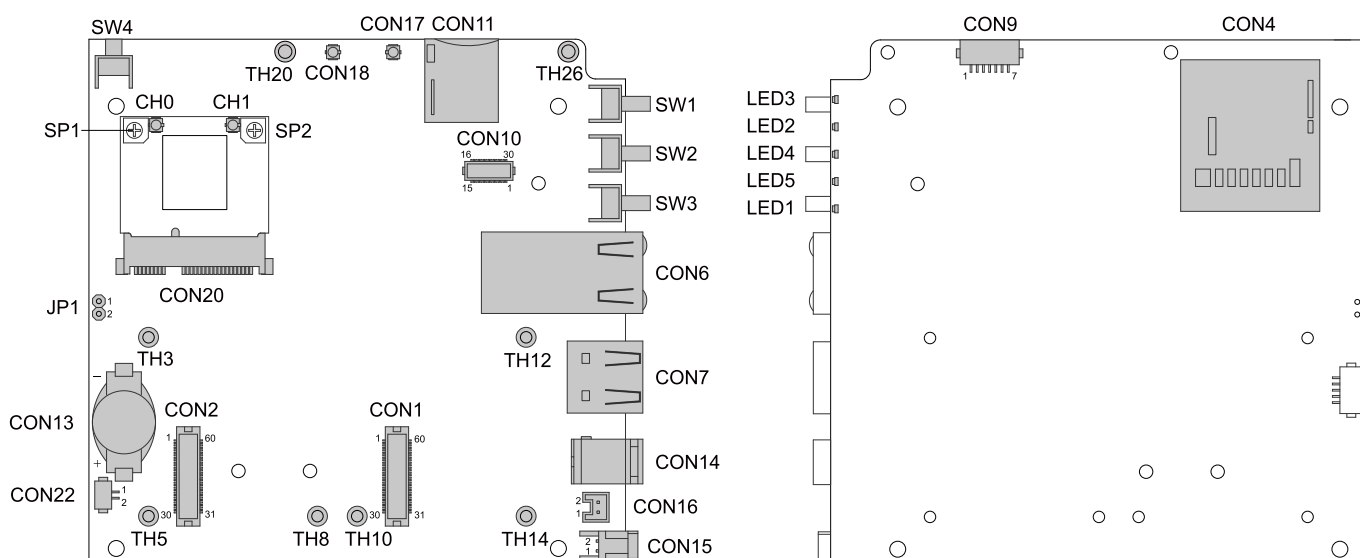 SW4
CON17 CON11
TH20 CON18
TH26
CH0 CH1
SP1
SP2
SW1
CON10
16 30
15 1
SW2
SW3
CON6
CON20
JP1
1
2
TH3
TH12
CON7
−
CON13
+
CON2
1 60
30 31
CON1
1 60
30 31
CON14
CON22
1
2
2
1
CON16
TH5
TH8 TH10
TH14
2
1
CON15
CON9
1 7
CON4
LED3
LED2
LED4
LED5
LED1